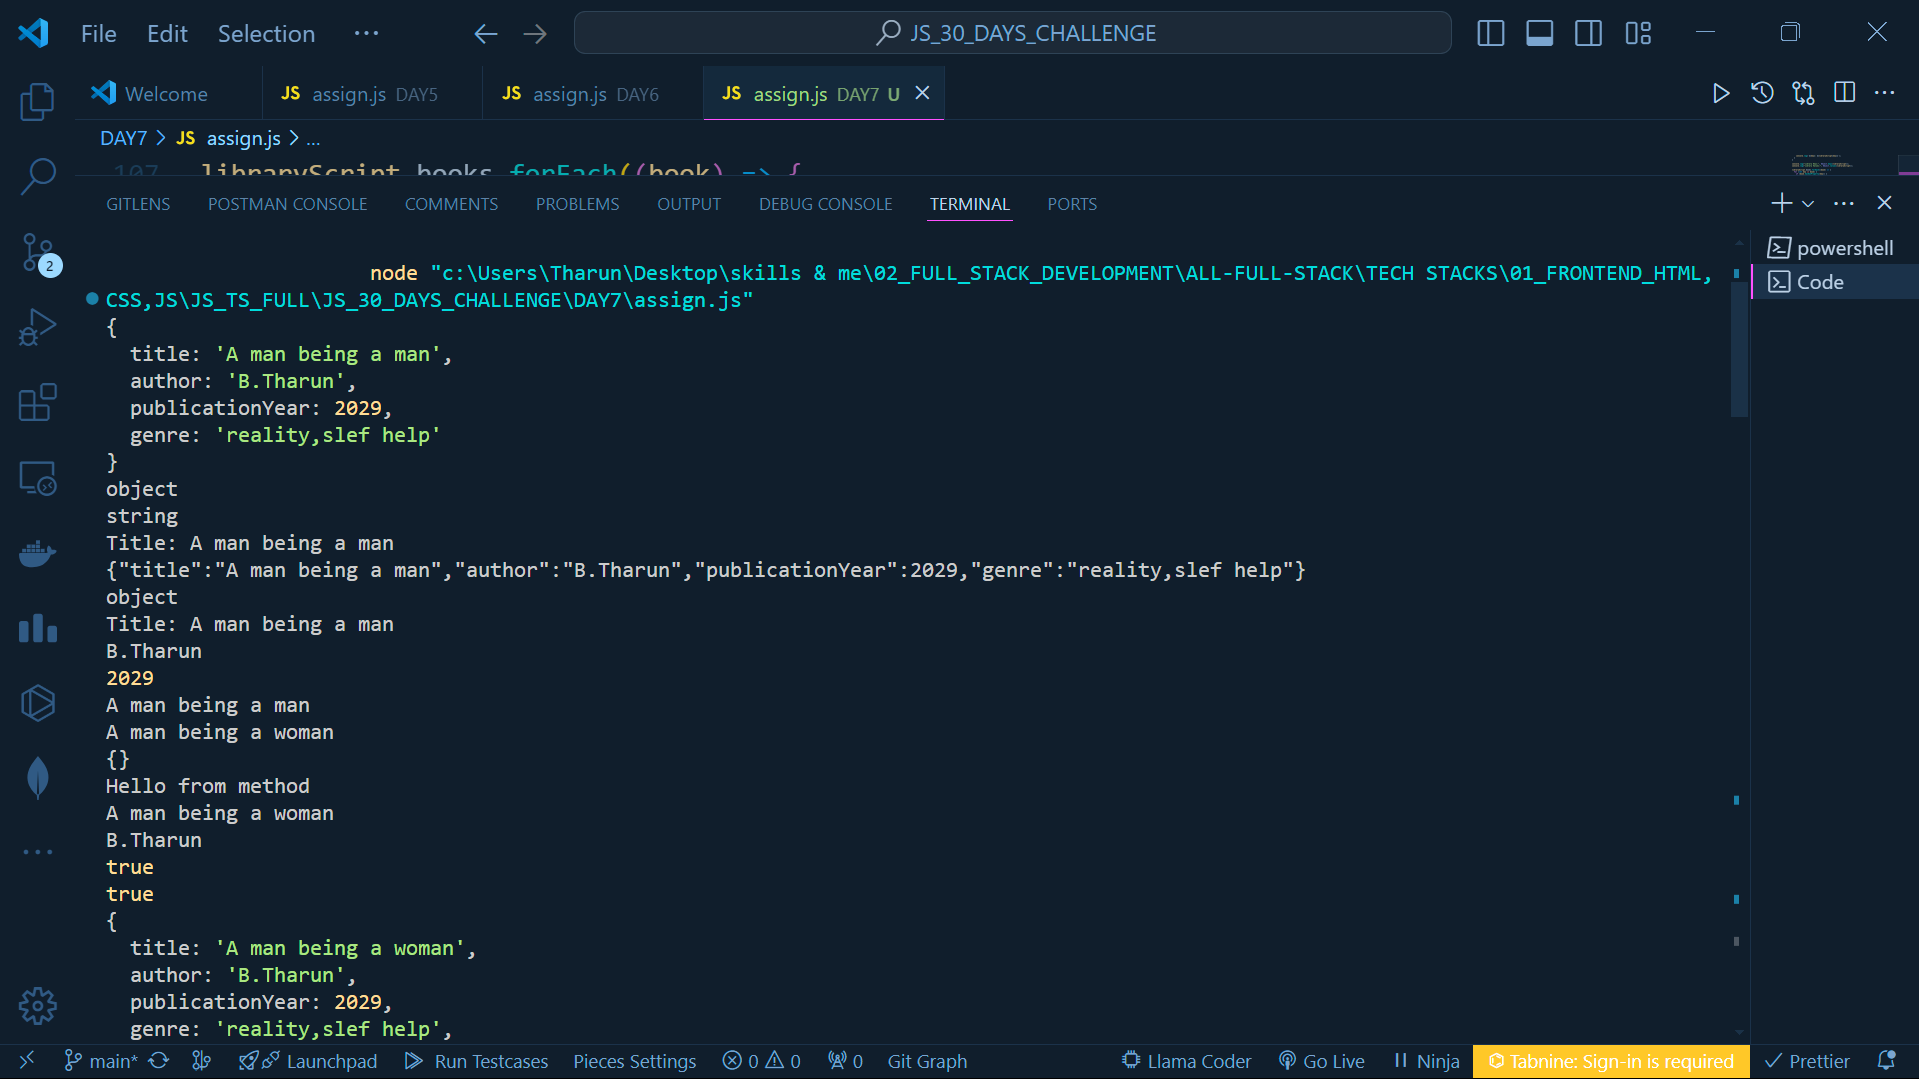 File Edit Selection ··· JS_30_DAYS_CHALLENGE
Welcome JS assign.js DAY5 JS assign.js DAY6 JS assign.js DAY7 U
DAY7 > JS assign.js > ...
107 libraryScript.books.forEach((book) => {
GITLENS POSTMAN CONSOLE COMMENTS PROBLEMS OUTPUT DEBUG CONSOLE TERMINAL PORTS
powershell
Code
node "c:\Users\Tharun\Desktop\skills & me\02_FULL_STACK_DEVELOPMENT\ALL-FULL-STACK\TECH STACKS\01_FRONTEND_HTML,
CSS,JS\JS_TS_FULL\JS_30_DAYS_CHALLENGE\DAY7\assign.js"
{
  title: 'A man being a man',
  author: 'B.Tharun',
  publicationYear: 2029,
  genre: 'reality,slef help'
}
object
string
Title: A man being a man
{"title":"A man being a man","author":"B.Tharun","publicationYear":2029,"genre":"reality,slef help"}
object
Title: A man being a man
B.Tharun
2029
A man being a man
A man being a woman
{}
Hello from method
A man being a woman
B.Tharun
true
true
{
  title: 'A man being a woman',
  author: 'B.Tharun',
  publicationYear: 2029,
  genre: 'reality,slef help',
2
main* Launchpad Run Testcases Pieces Settings 0 0 0 Git Graph Llama Coder Go Live Ninja Tabnine: Sign-in is required Prettier